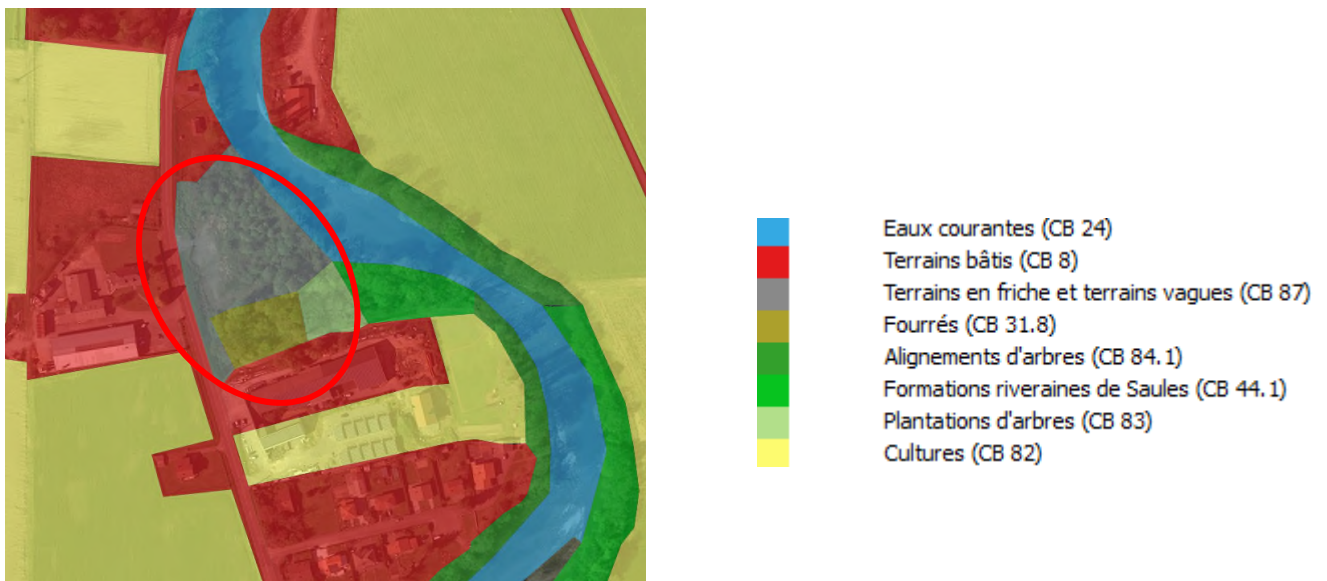 Eaux courantes (CB 24)
Terrains bâtis (CB 8)
Terrains en friche et terrains vagues (CB 87)
Fourrés (CB 31.8)
Alignements d'arbres (CB 84.1)
Formations riveraines de Saules (CB 44.1)
Plantations d'arbres (CB 83)
Cultures (CB 82)